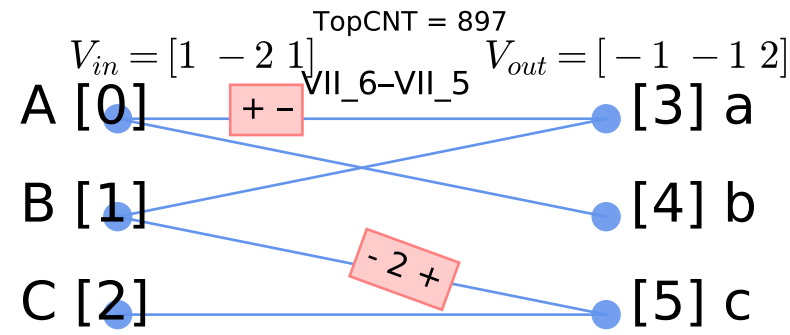 TopCNT = 897
V_in = [1 −2 1]
V_out = [−1 −1 2]
VII_6–VII_5
A [0]
+ –
[3] a
B [1]
[4] b
- 2 +
C [2]
[5] c